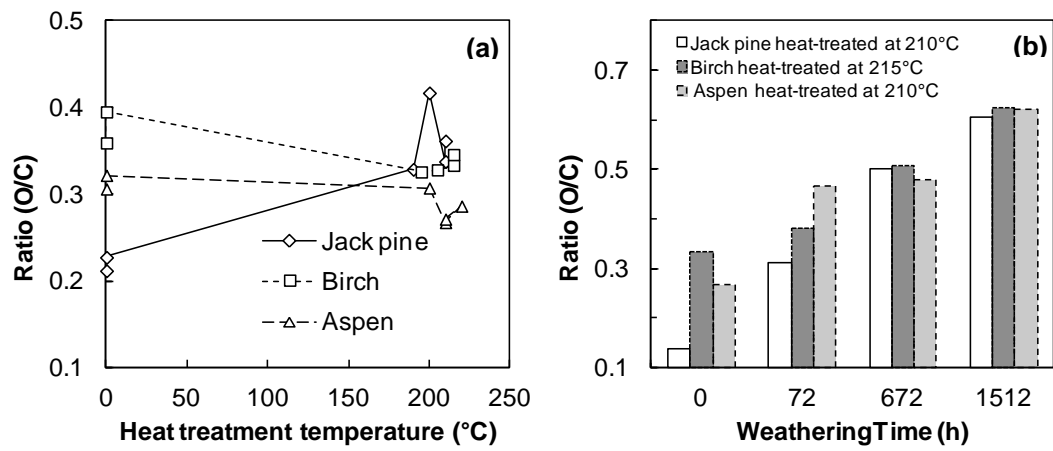 0.5
0.4
0.3
0.2
0.1
Ratio (O/C)
(a)
Jack pine
Birch
Aspen
0 50 100 150 200 250
Heat treatment temperature (°C)
0.7
0.5
0.3
0.1
Ratio (O/C)
(b)
Jack pine heat-treated at 210°C
Birch heat-treated at 215°C
Aspen heat-treated at 210°C
0 72 672 1512
Weathering Time (h)